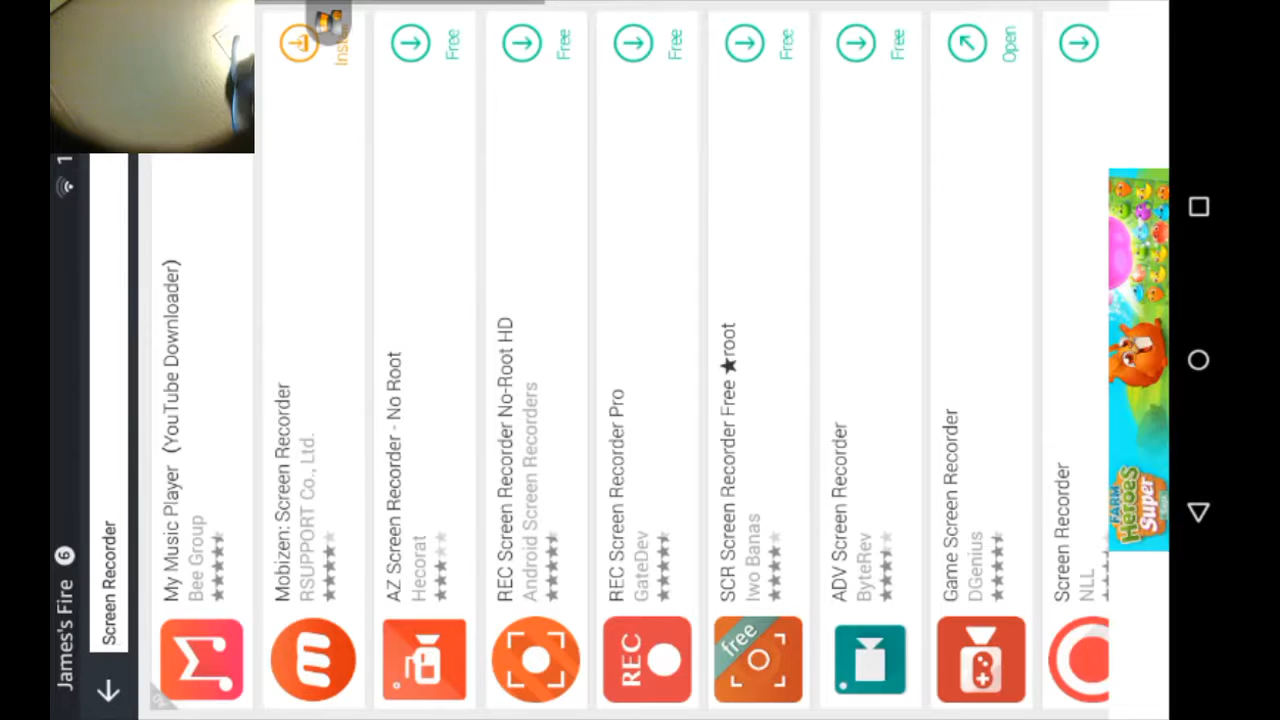 James's Fire 6
1
Screen Recorder
My Music Player (YouTube Downloader)
Bee Group
Mobizen: Screen Recorder
RSUPPORT Co., Ltd.
AZ Screen Recorder - No Root
Hecorat
Free
REC Screen Recorder No-Root HD
Android Screen Recorders
Free
REC
REC Screen Recorder Pro
GateDev
Free
free
SCR Screen Recorder Free ★root
Iwo Banas
Free
ADV Screen Recorder
ByteRev
Free
Game Screen Recorder
DGenius
Open
Screen Recorder
NLL
FARM
HEROES
Super